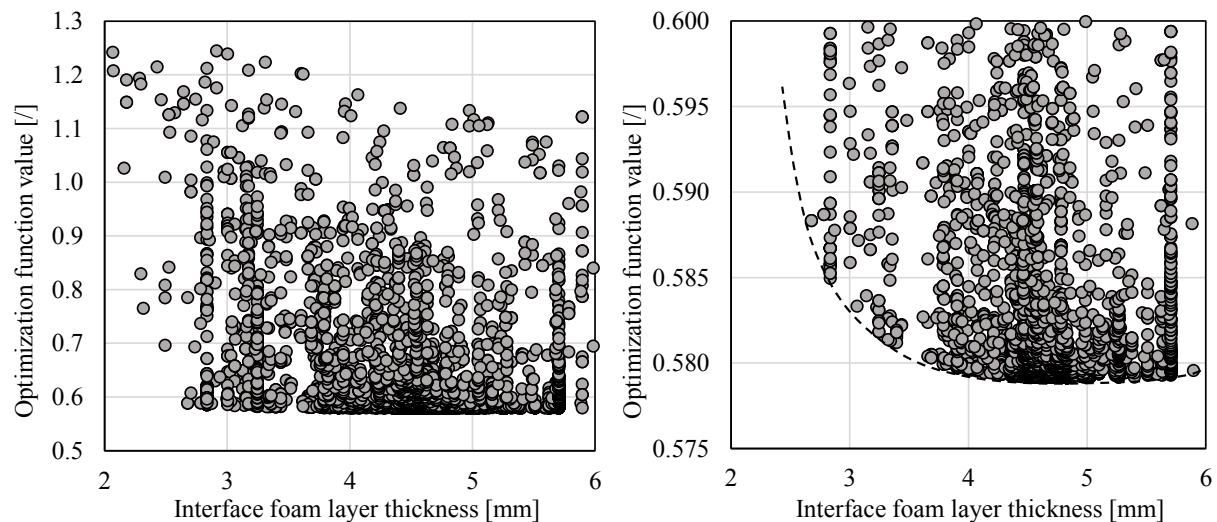 Optimization function value [/]
1.3
1.2
1.1
1.0
0.9
0.8
0.7
0.6
0.5
2 3 4 5 6
Interface foam layer thickness [mm]
Optimization function value [/]
0.600
0.595
0.590
0.585
0.580
0.575
2 3 4 5 6
Interface foam layer thickness [mm]